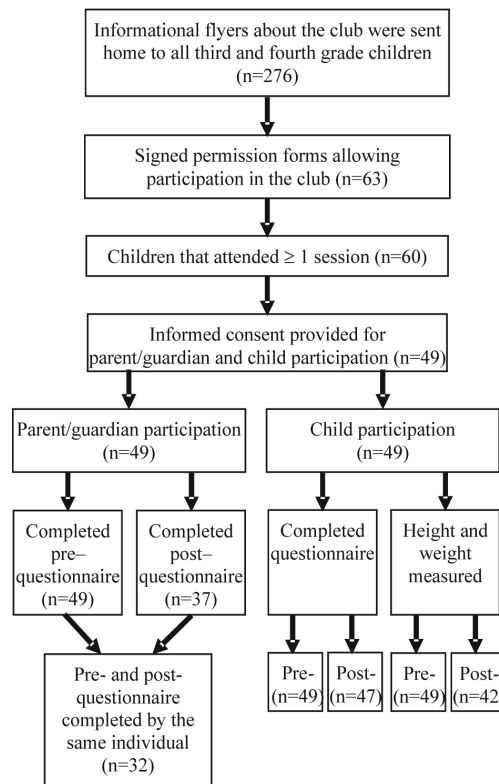 Informational flyers about the club were sent
home to all third and fourth grade children
(n=276)
Signed permission forms allowing
participation in the club (n=63)
Children that attended ≥ 1 session (n=60)
Informed consent provided for
parent/guardian and child participation (n=49)
Parent/guardian participation
(n=49)
Child participation
(n=49)
Completed
pre–
questionnaire
(n=49)
Completed
post–
questionnaire
(n=37)
Completed
questionnaire
Height and
weight
measured
Pre- and post-
questionnaire
completed by the
same individual
(n=32)
Pre-
(n=49)
Post-
(n=47)
Pre-
(n=49)
Post-
(n=42